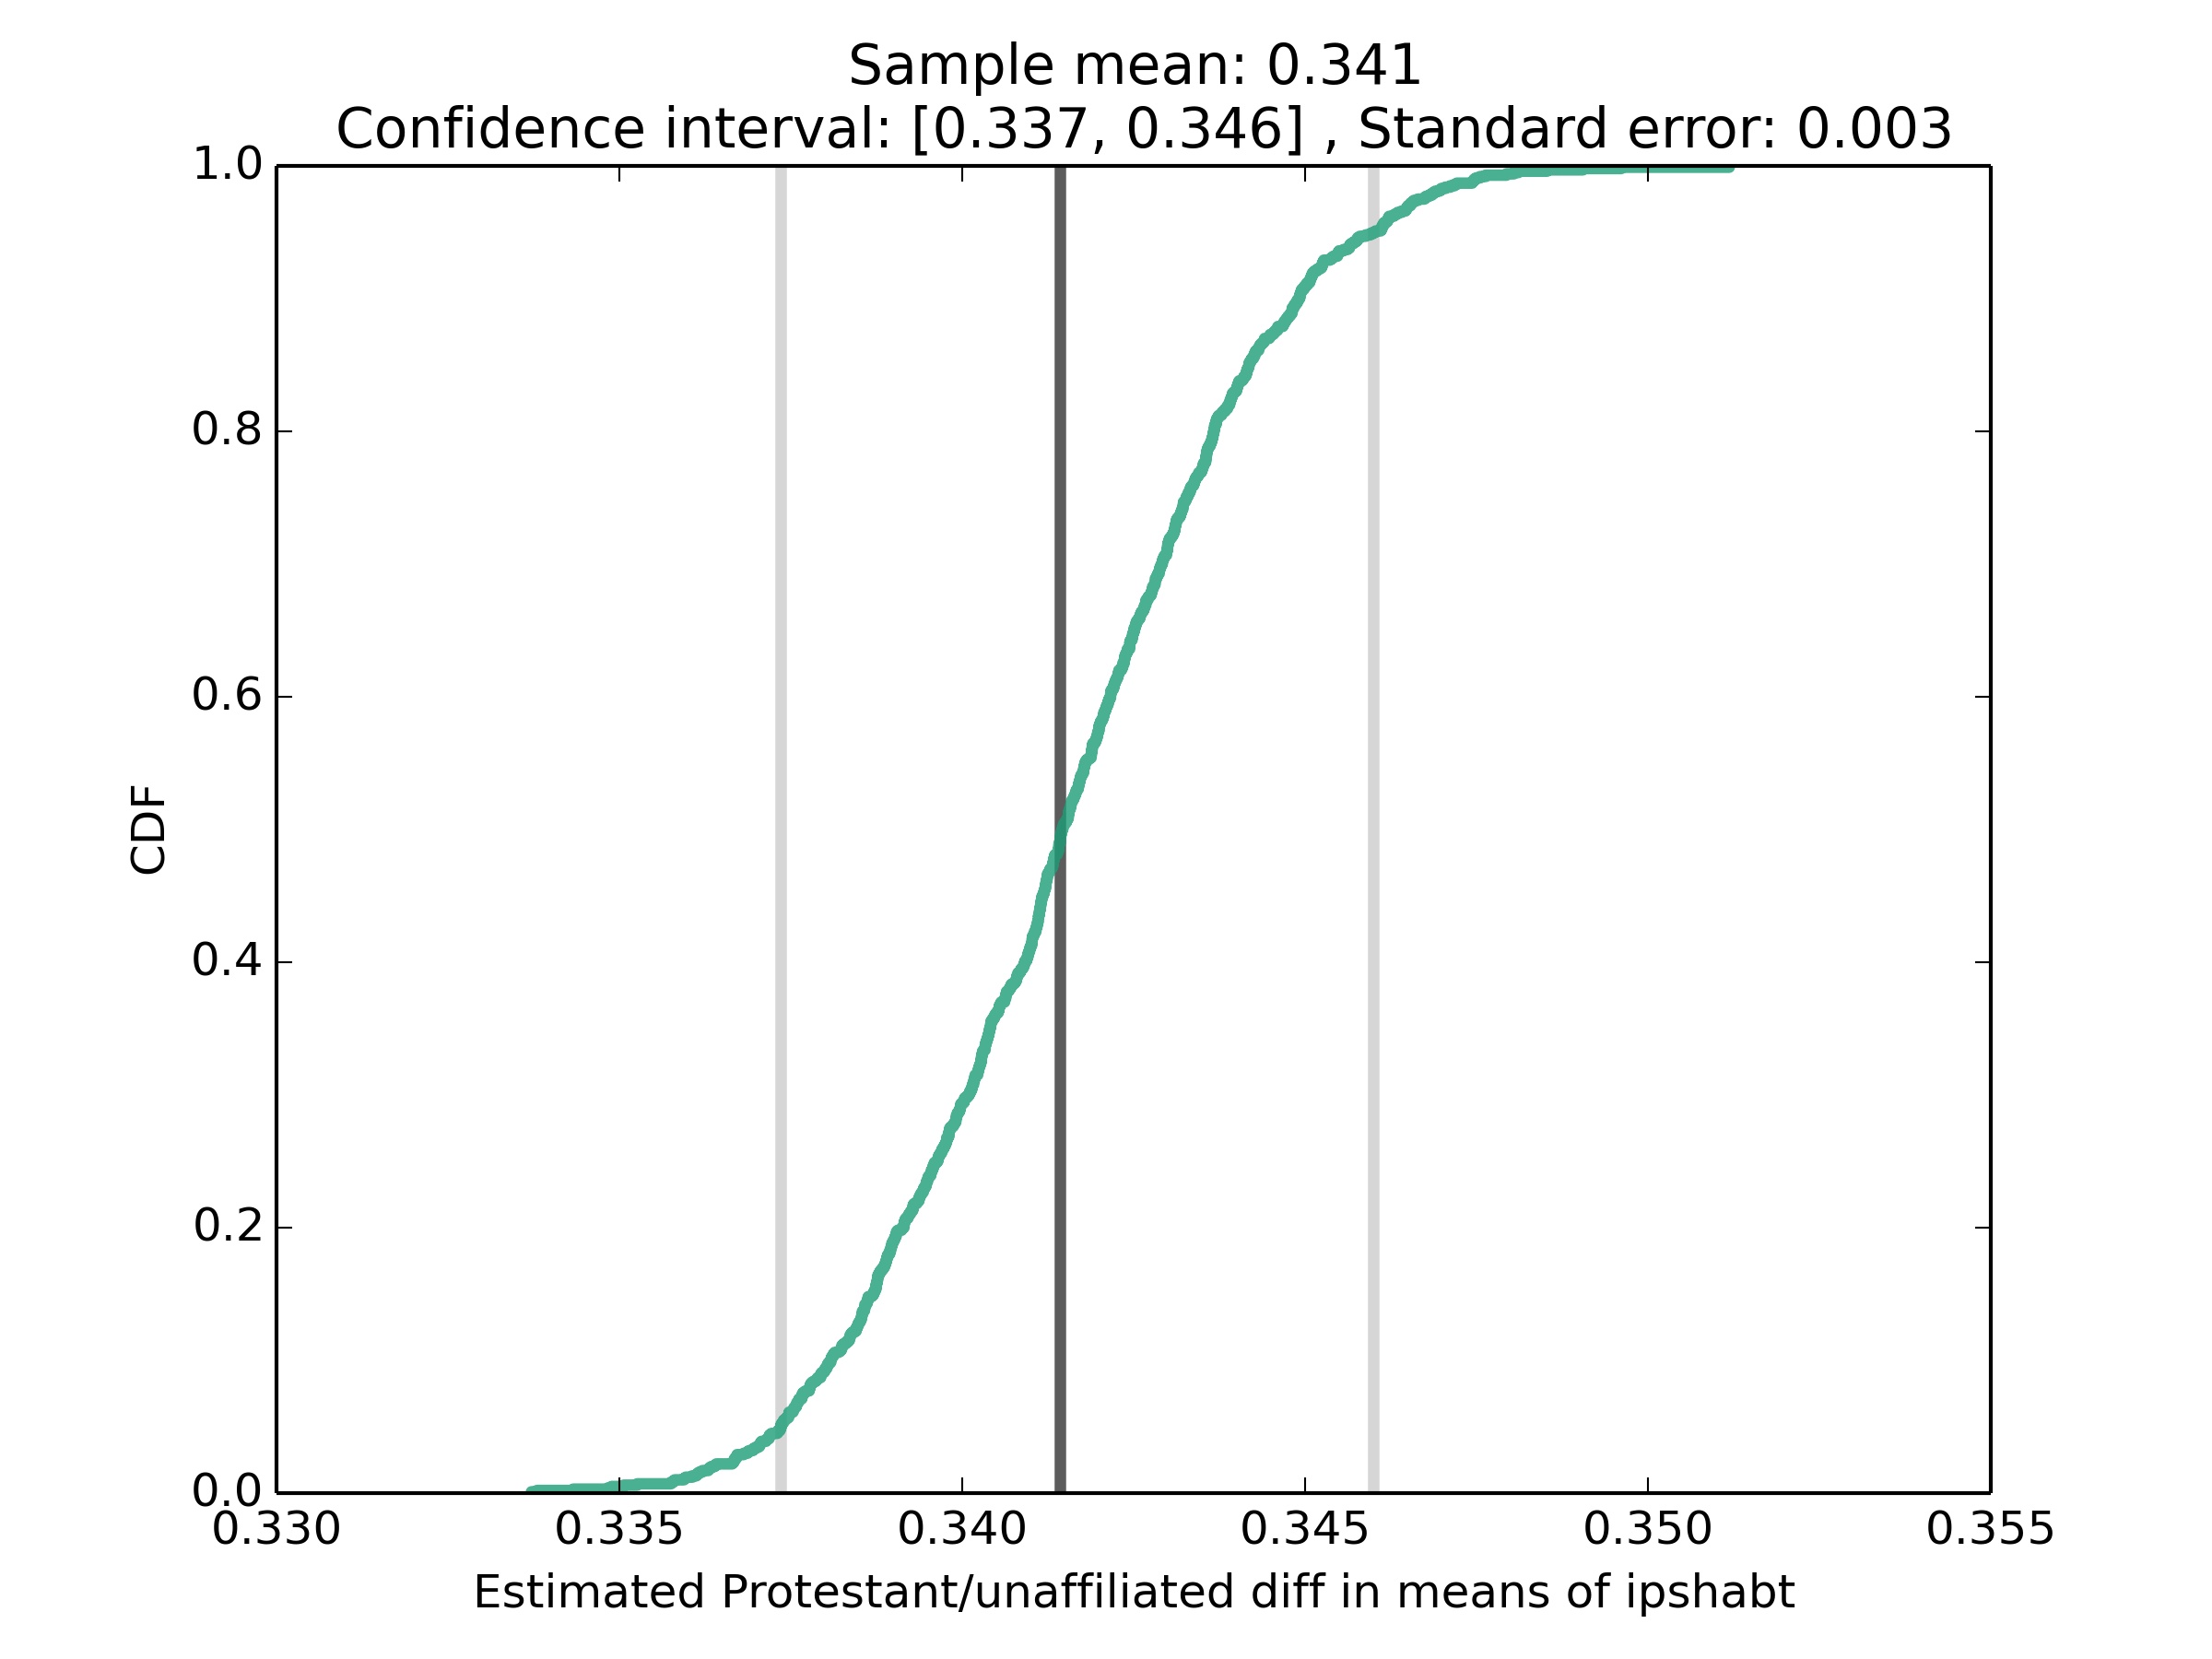 Sample mean: 0.341
Confidence interval: [0.337, 0.346] , Standard error: 0.003
1.0
0.8
0.6
0.4
0.2
0.0
CDF
0.330 0.335 0.340 0.345 0.350 0.355
Estimated Protestant/unaffiliated diff in means of ipshabt